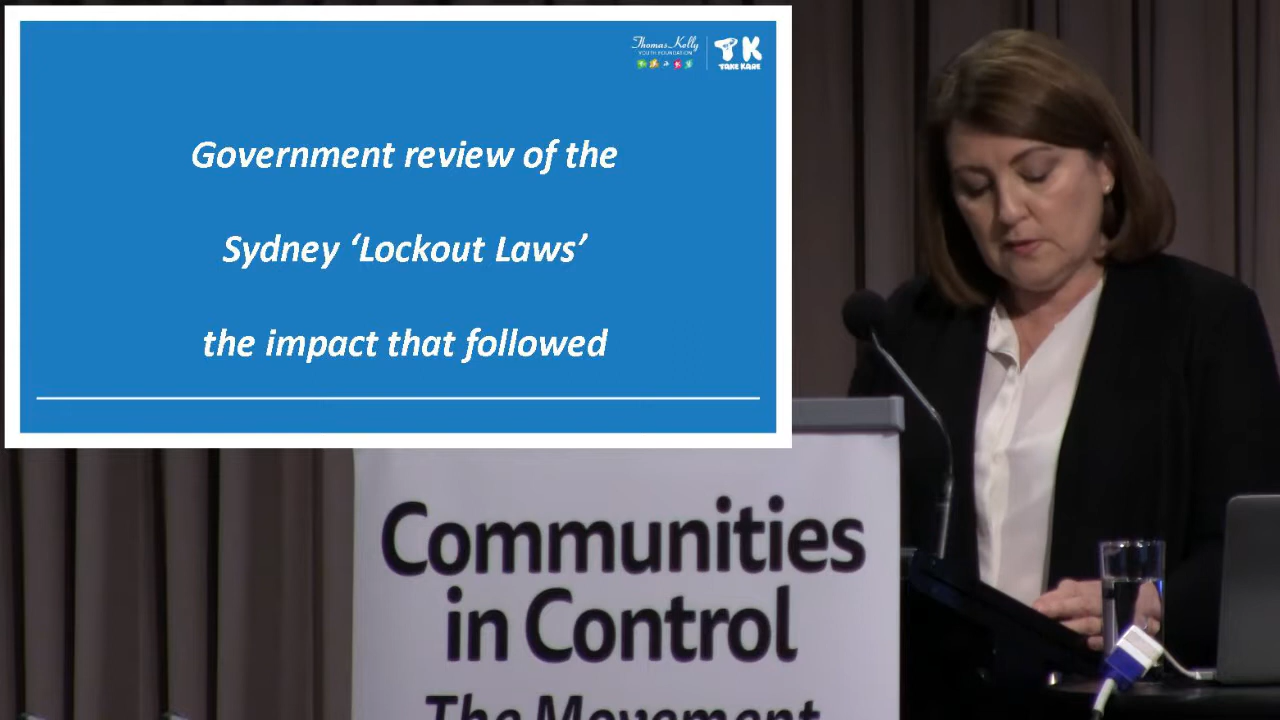 Thomas Kelly
YOUTH FOUNDATION
TK
TAKE KARE
Government review of the
Sydney ‘Lockout Laws’
the impact that followed
Communities
in Control
The Movement